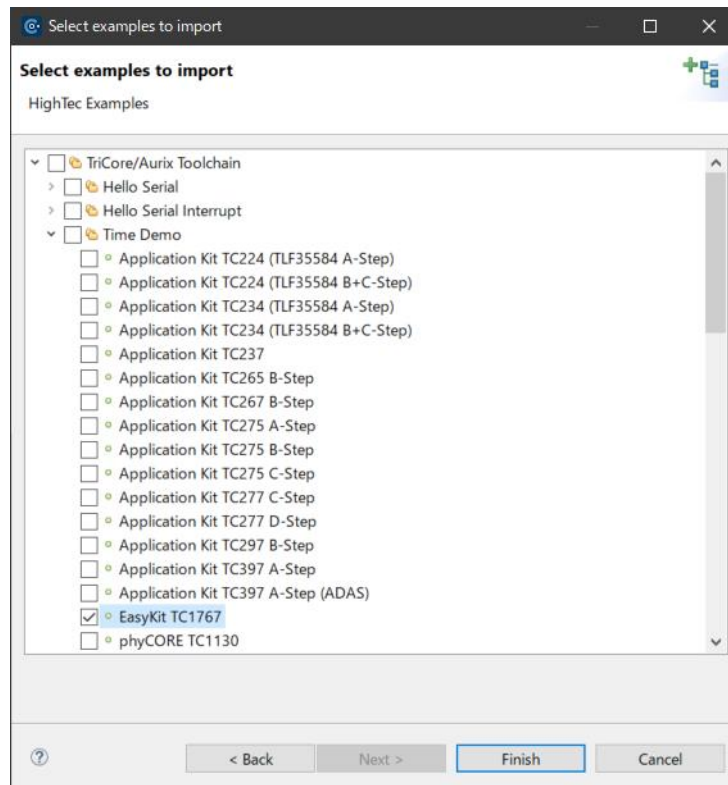 Select examples to import
Select examples to import
HighTec Examples
TriCore/Aurix Toolchain
Hello Serial
Hello Serial Interrupt
Time Demo
Application Kit TC224 (TLF35584 A-Step)
Application Kit TC224 (TLF35584 B+C-Step)
Application Kit TC234 (TLF35584 A-Step)
Application Kit TC234 (TLF35584 B+C-Step)
Application Kit TC237
Application Kit TC265 B-Step
Application Kit TC267 B-Step
Application Kit TC275 A-Step
Application Kit TC275 B-Step
Application Kit TC275 C-Step
Application Kit TC277 C-Step
Application Kit TC277 D-Step
Application Kit TC297 B-Step
Application Kit TC397 A-Step
Application Kit TC397 A-Step (ADAS)
EasyKit TC1767
phyCORE TC1130
? < Back Next > Finish Cancel